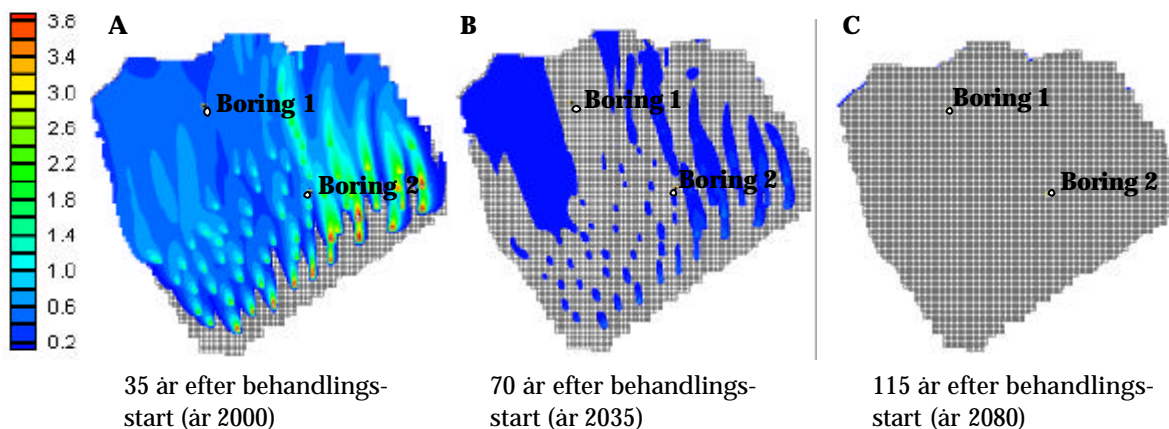 3.8
3.4
3.0
2.6
2.2
1.8
1.4
1.0
0.6
0.2
A
Boring 1
Boring 2
35 år efter behandlings-
start (år 2000)
B
Boring 1
Boring 2
70 år efter behandlings-
start (år 2035)
C
Boring 1
Boring 2
115 år efter behandlings-
start (år 2080)